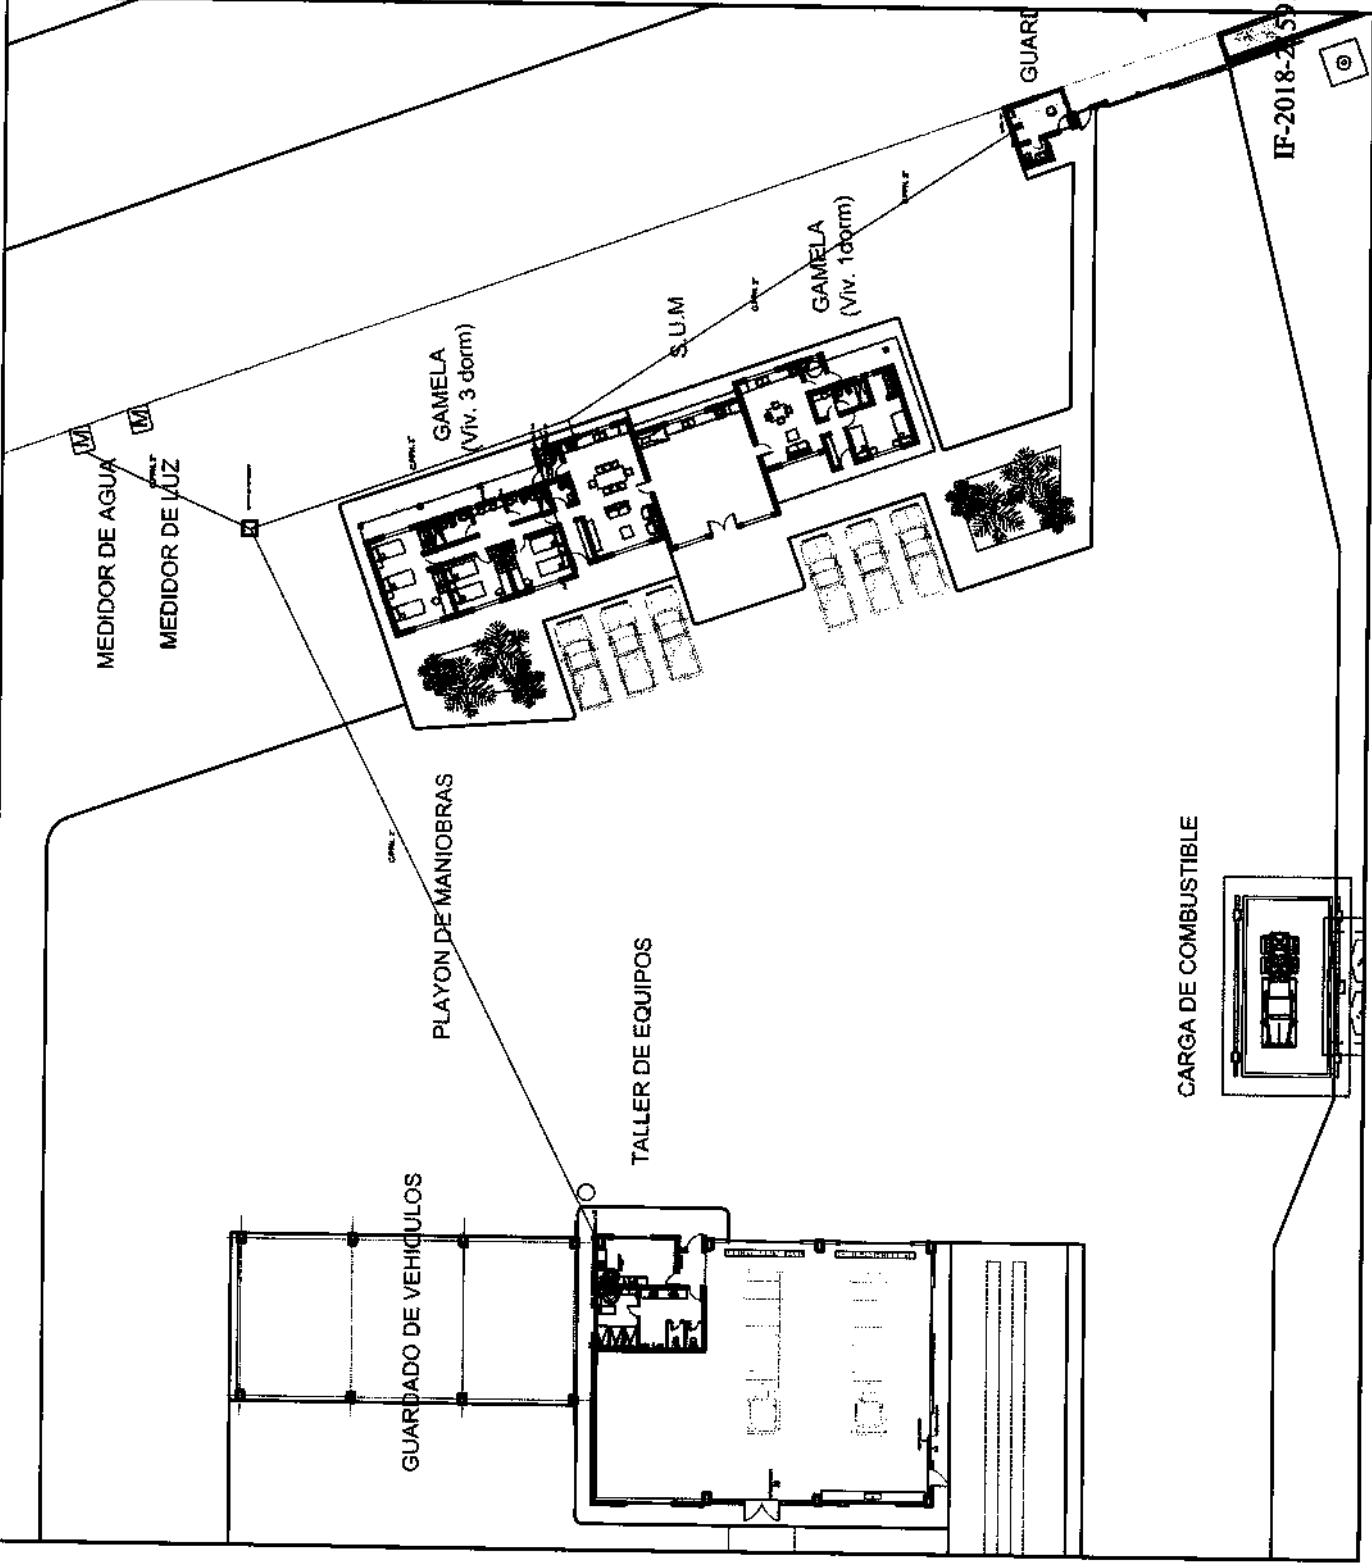 MEDIDOR DE AGUA
MEDIDOR DE LUZ
GAMELA
(Viv. 3 dorm)
S.U.M
GAMELA
(Viv. 1dorm)
GUARD
PLAYON DE MANIOBRAS
GUARDADO DE VEHICULOS
TALLER DE EQUIPOS
CARGA DE COMBUSTIBLE
M
M
IF-2018-2
59